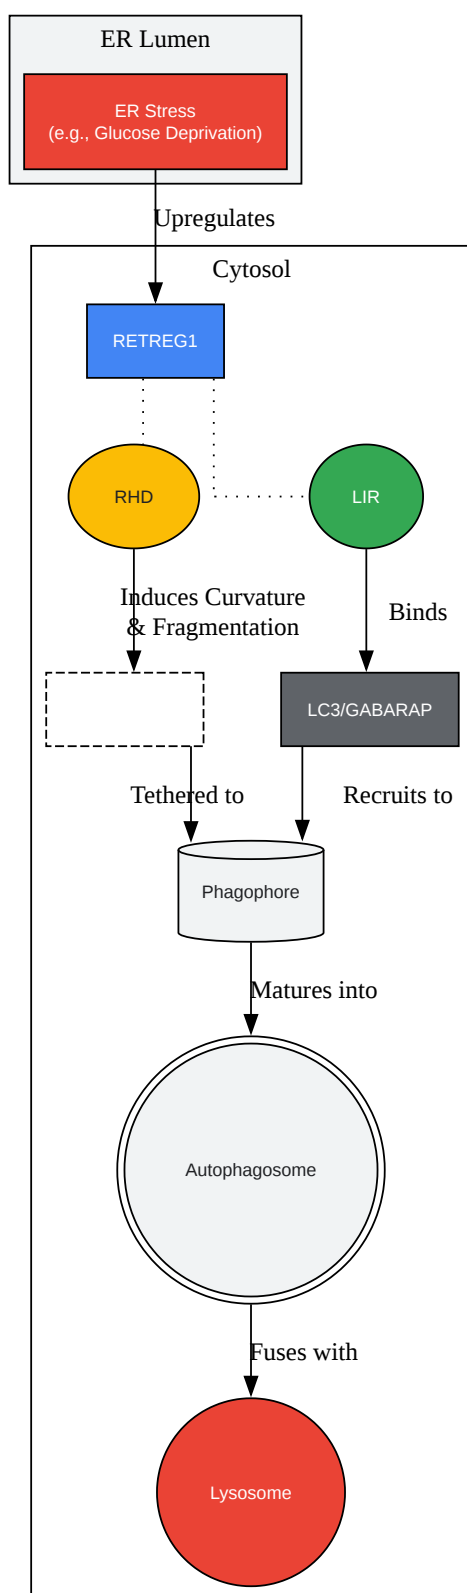 ER Lumen
ER Stress
(e.g., Glucose Deprivation)
Upregulates
Cytosol
RETREG1
RHD
LIR
Induces Curvature
& Fragmentation
Binds
LC3/GABARAP
Tethered to
Recruits to
Phagophore
Matures into
Autophagosome
Fuses with
Lysosome